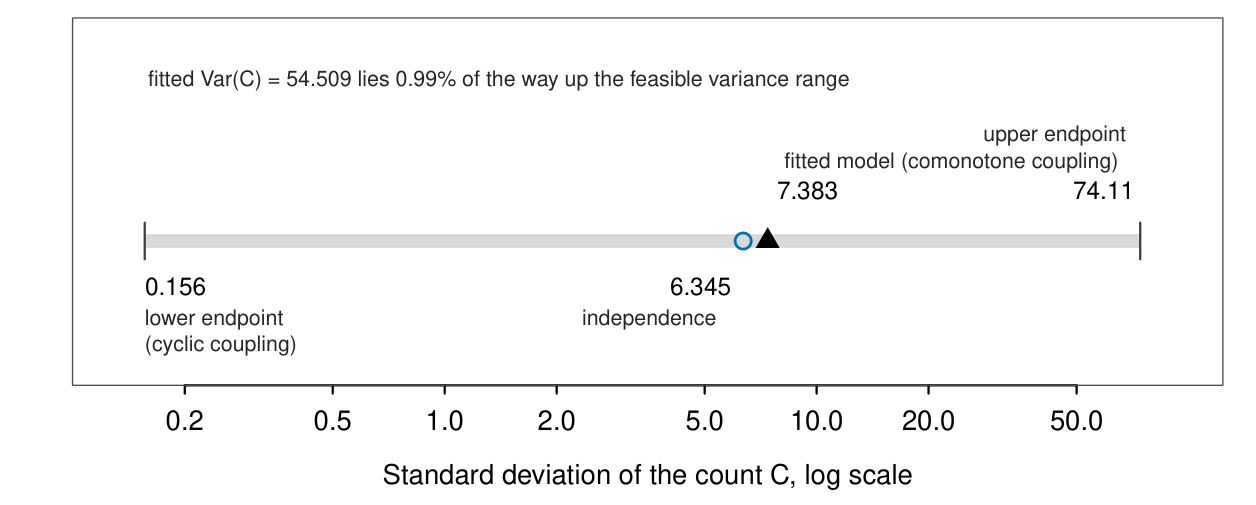 fitted Var(C) = 54.509 lies 0.99% of the way up the feasible variance range
upper endpoint
fitted model (comonotone coupling)
7.383 74.11
0.156 6.345
lower endpoint independence
(cyclic coupling)
0.2 0.5 1.0 2.0 5.0 10.0 20.0 50.0
Standard deviation of the count C, log scale